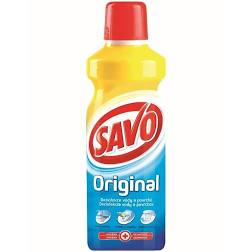 SAVO
Original
Dezinfekce vody a povrchů
Dezinfekcia vody a povrchov